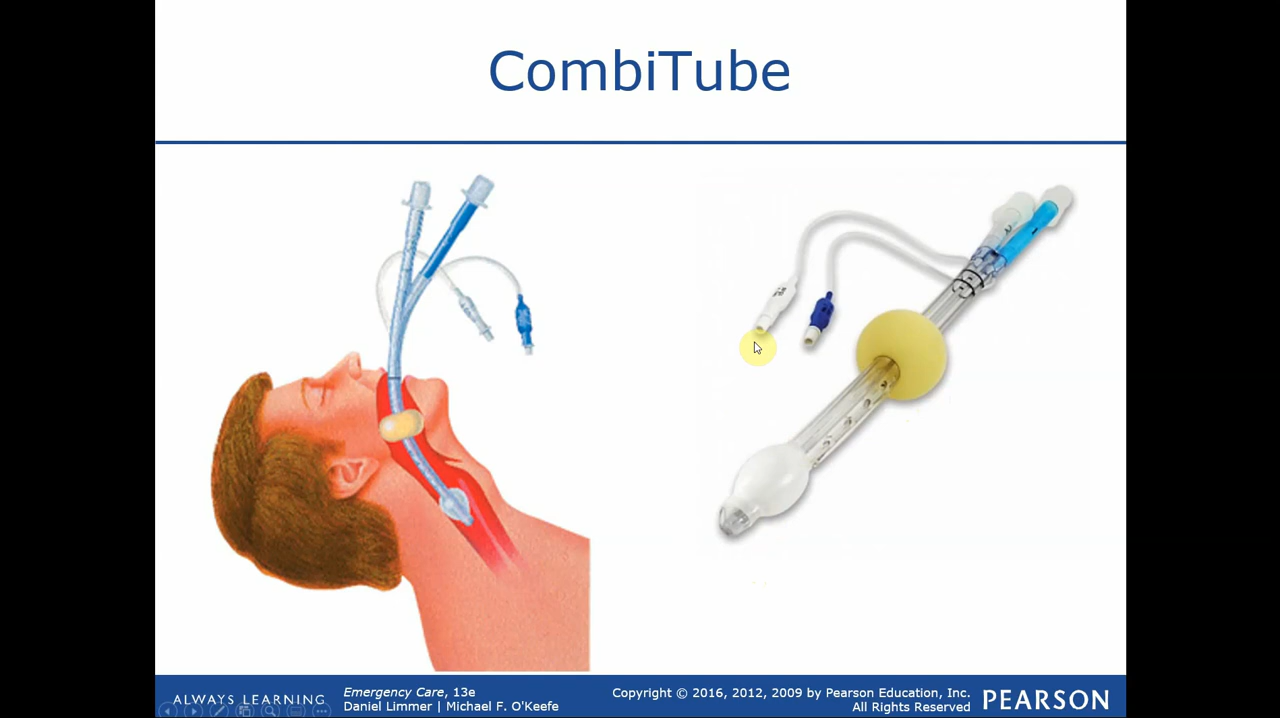 CombiTube
ALWAYS LEARNING
Emergency Care, 13e
Daniel Limmer | Michael F. O'Keefe
Copyright © 2016, 2012, 2009 by Pearson Education, Inc.
All Rights Reserved
PEARSON